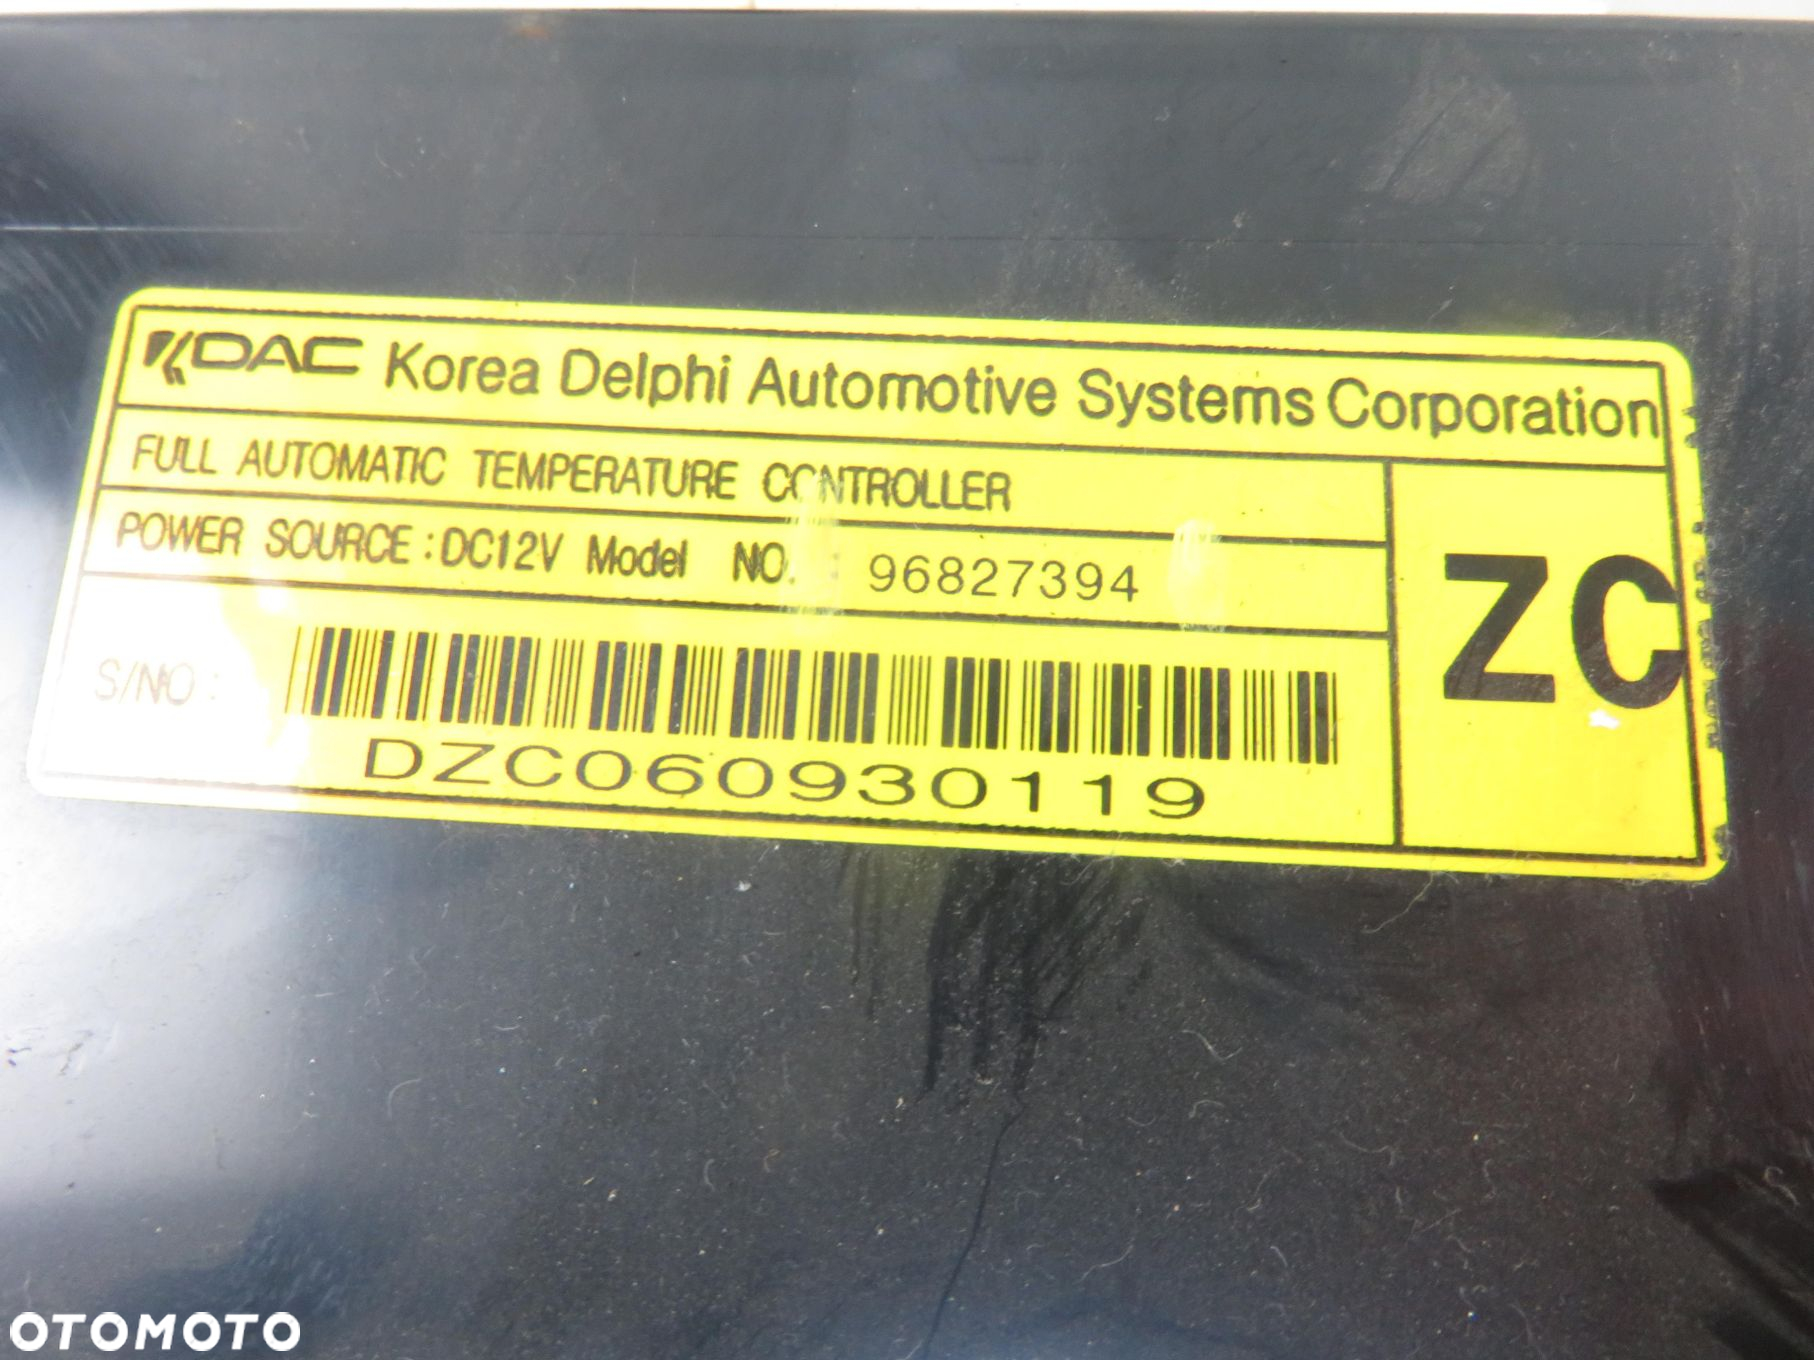 KDAC Korea Delphi Automotive Systems Corporation
FULL AUTOMATIC TEMPERATURE CONTROLLER
POWER SOURCE : DC12V Model NO. : 96827394
ZC
S/NO :
DZC060930119
OTOMOTO